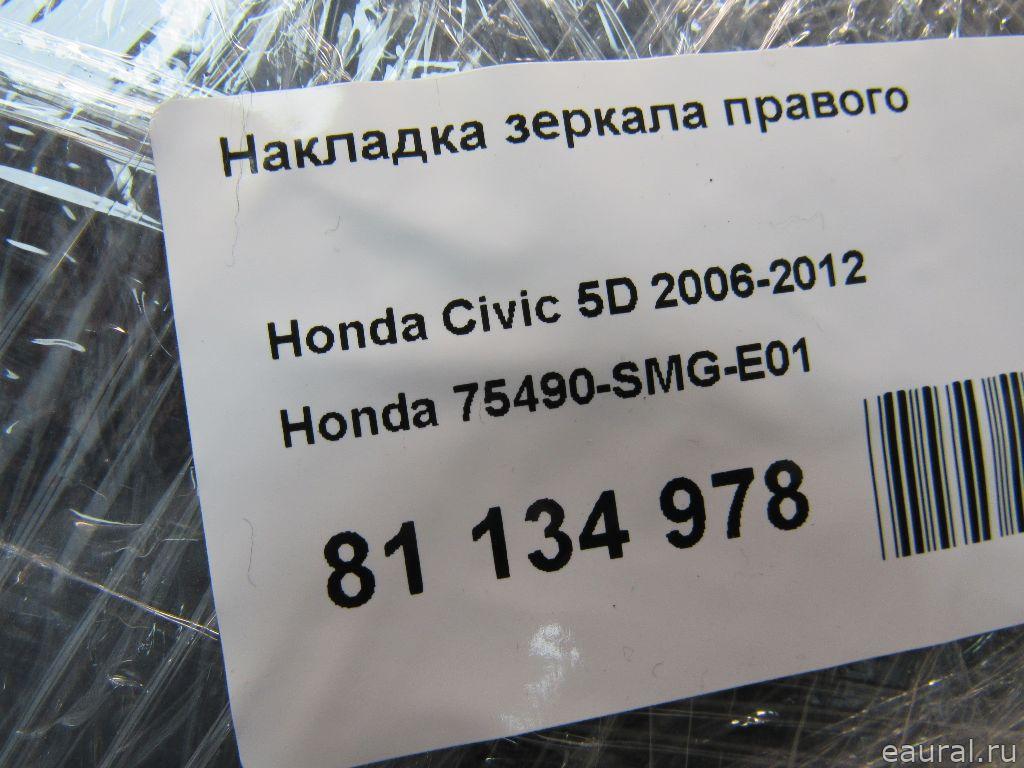 Накладка зеркала правого
Honda Civic 5D 2006-2012
Honda 75490-SMG-E01
81 134 978
eaural.ru